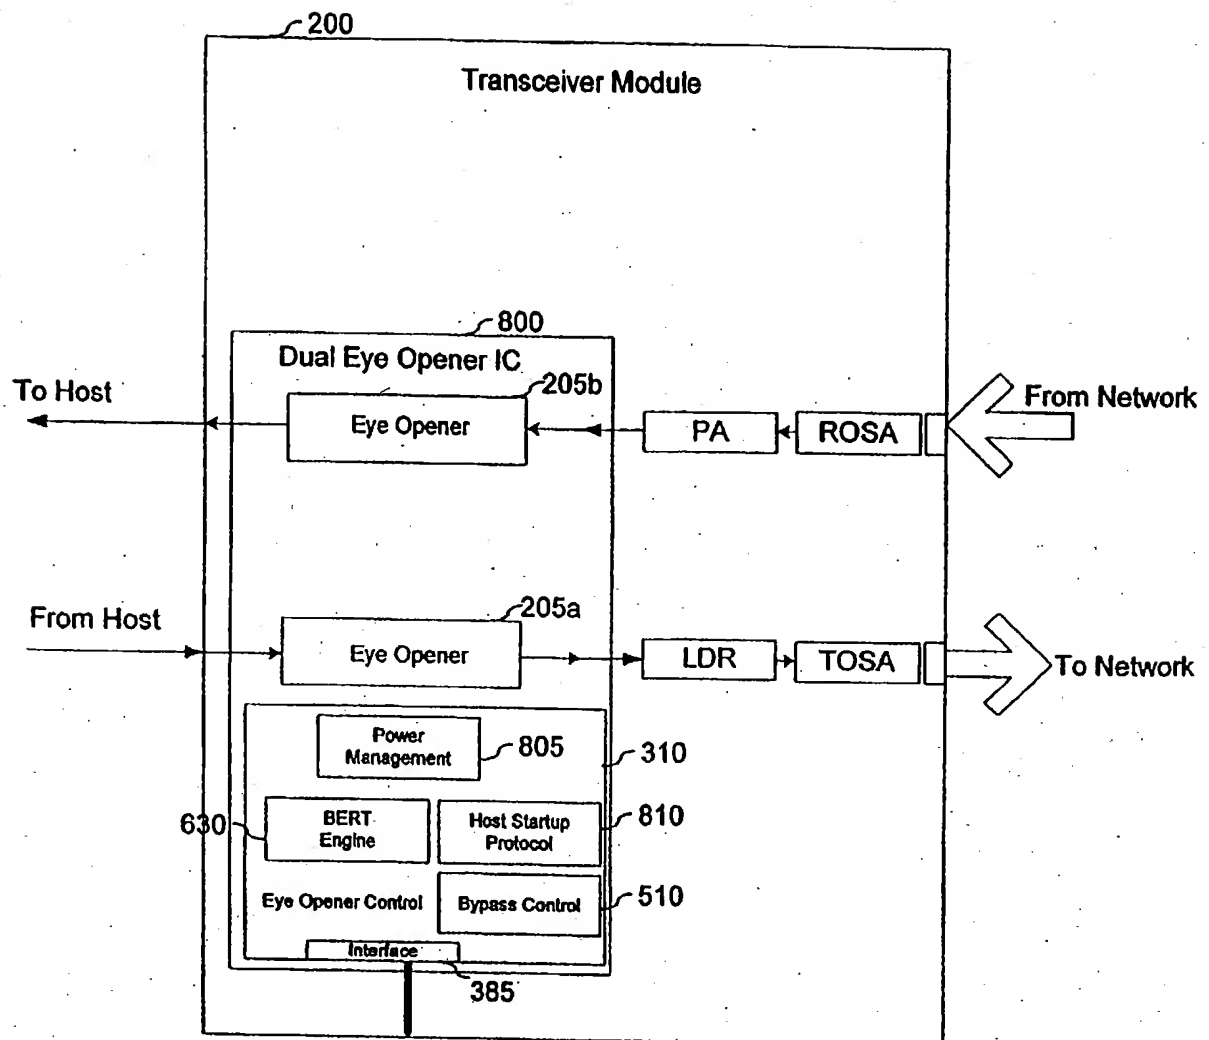 200
Transceiver Module
800
Dual Eye Opener IC
To Host
205b
Eye Opener
PA
ROSA
From Network
From Host
205a
Eye Opener
LDR
TOSA
To Network
Power
Management
805
310
630
BERT
Engine
Host Startup
Protocol
810
Eye Opener Control
Bypass Control
510
Interface
385